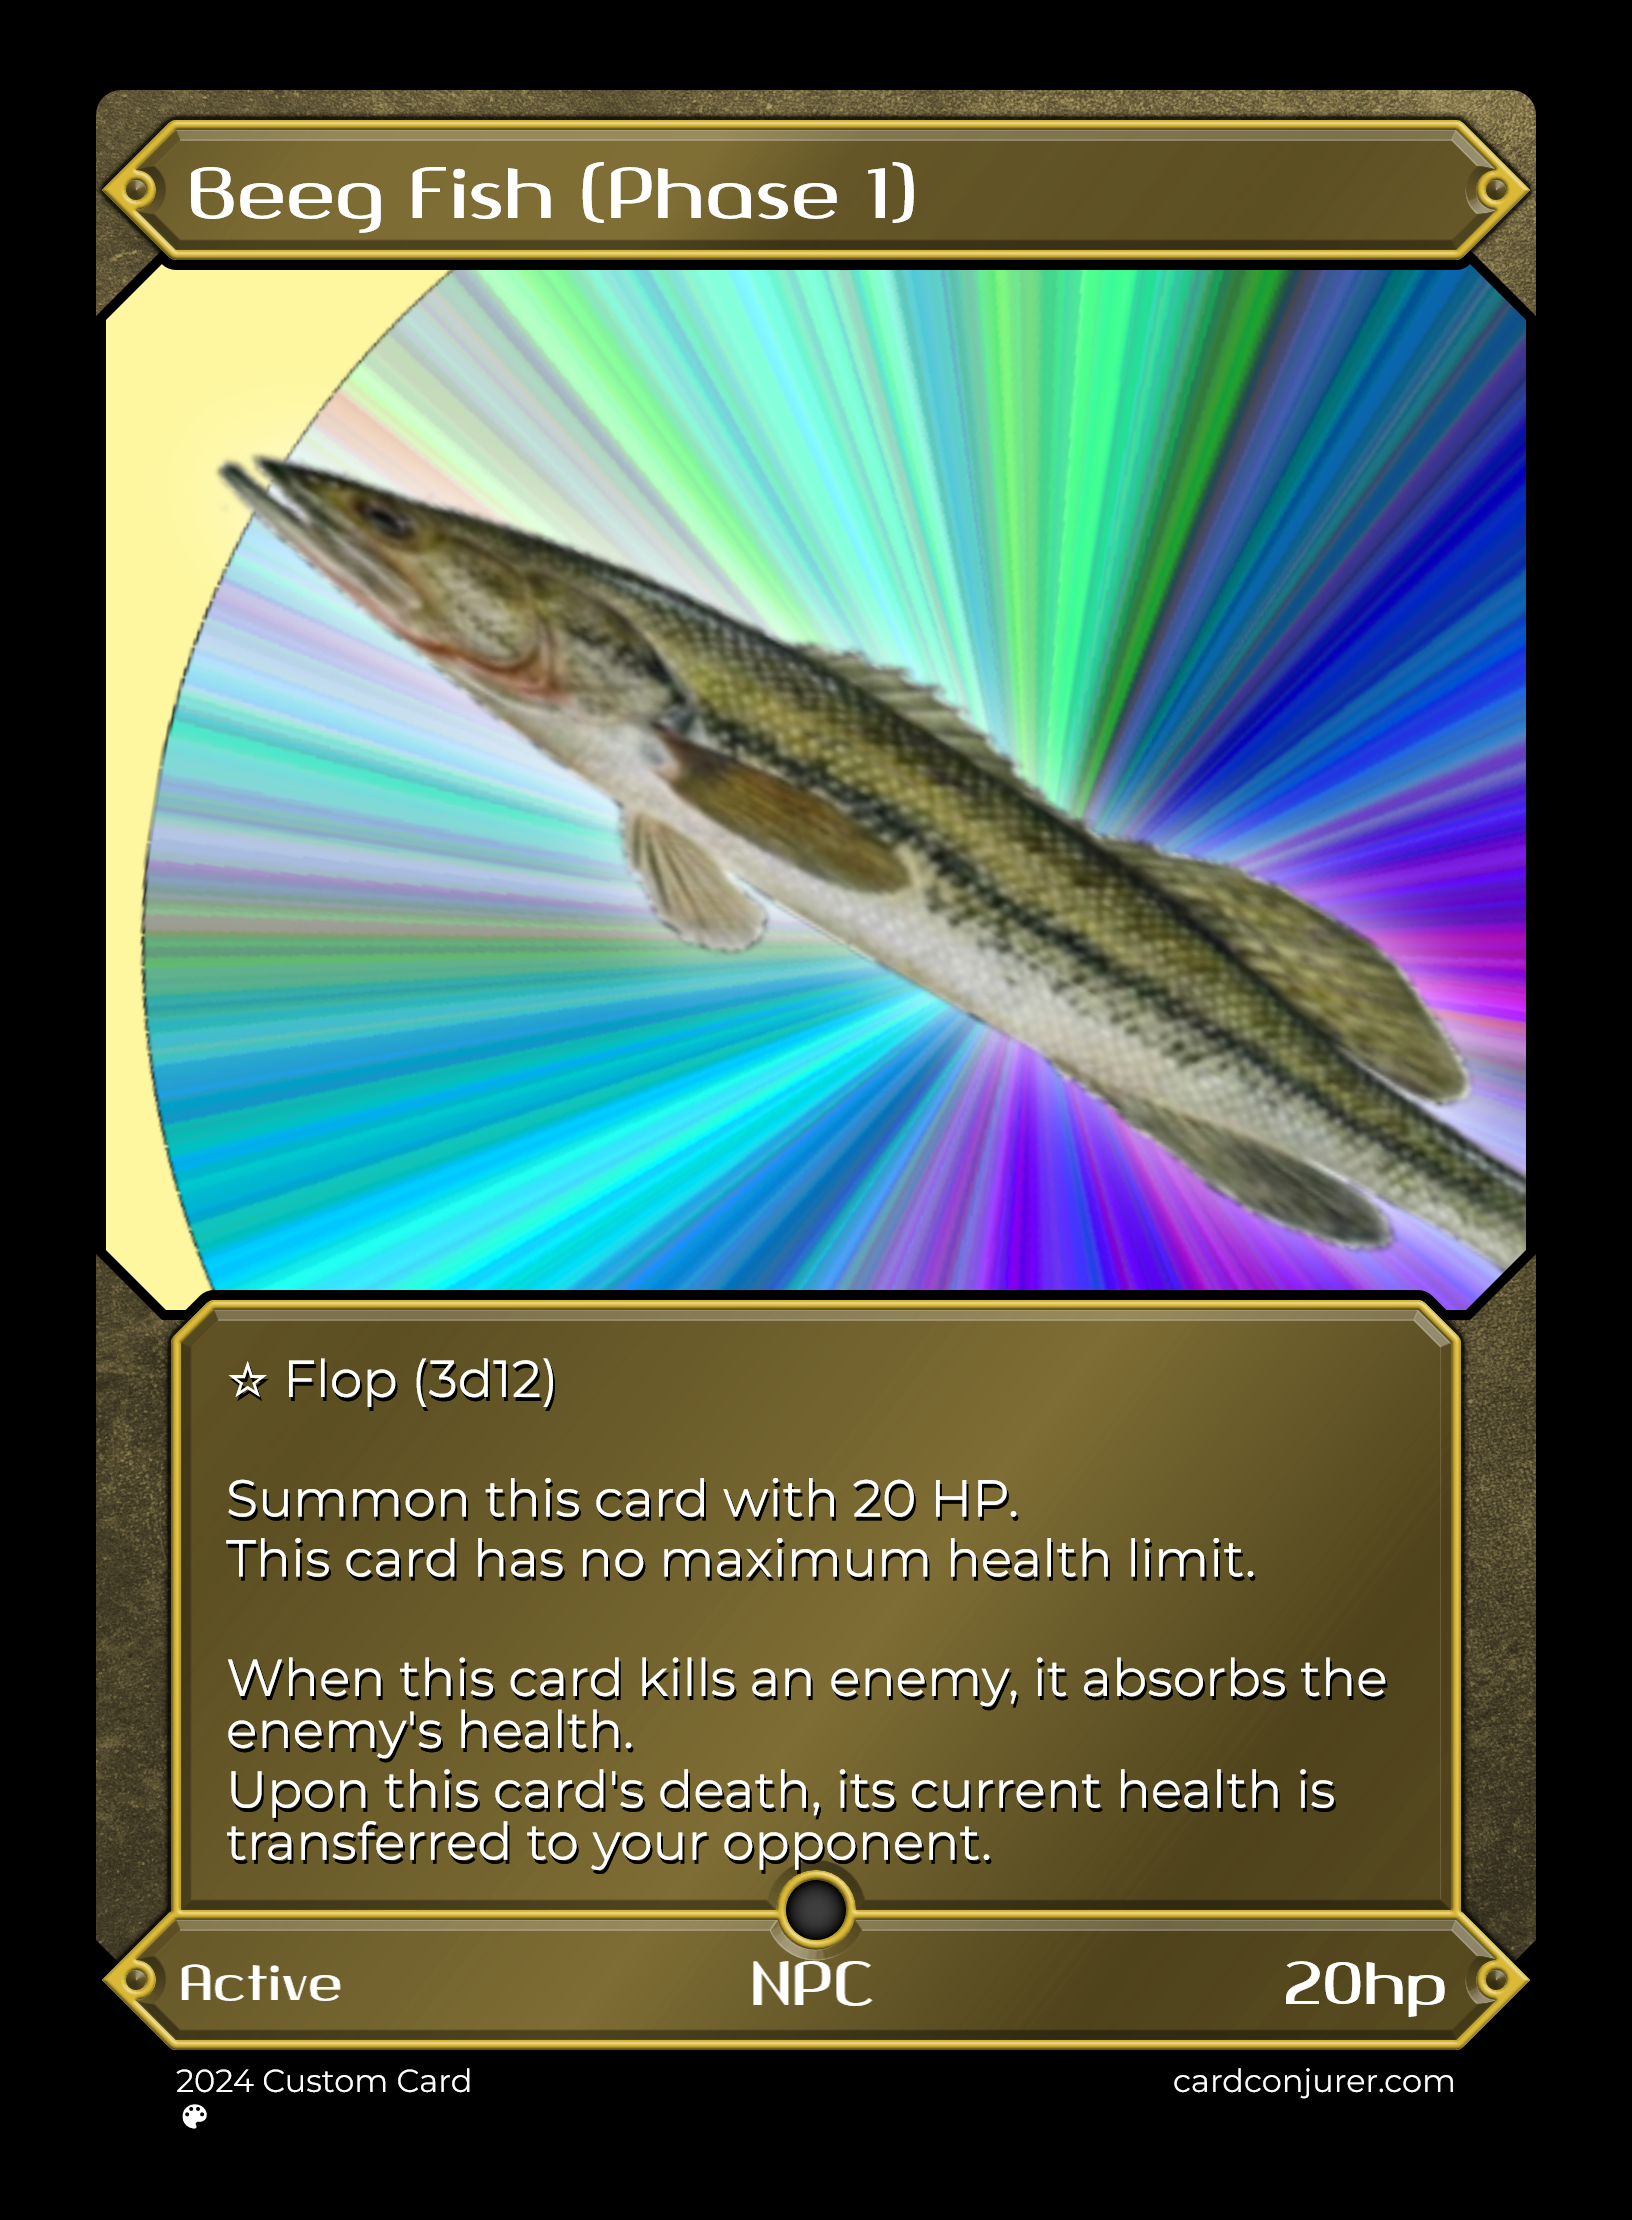 Beeg Fish (Phase 1)
☆ Flop (3d12)
Summon this card with 20 HP.
This card has no maximum health limit.
When this card kills an enemy, it absorbs the
enemy's health.
Upon this card's death, its current health is
transferred to your opponent.
Active
NPC
20hp
2024 Custom Card
cardconjurer.com